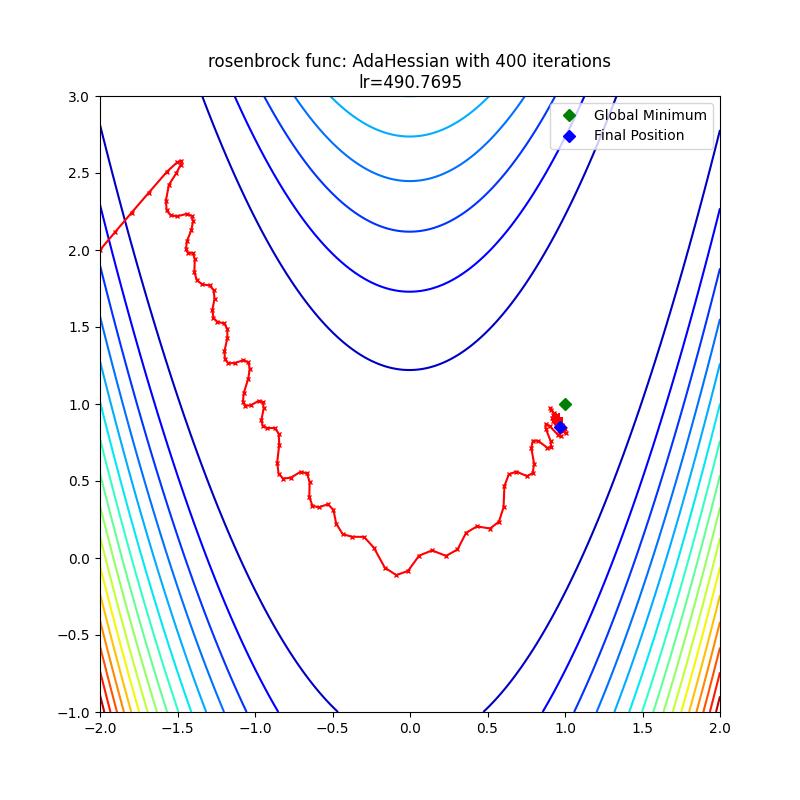 rosenbrock func: AdaHessian with 400 iterations
lr=490.7695
Global Minimum
Final Position
3.0
2.5
2.0
1.5
1.0
0.5
0.0
−0.5
−1.0
−2.0 −1.5 −1.0 −0.5 0.0 0.5 1.0 1.5 2.0